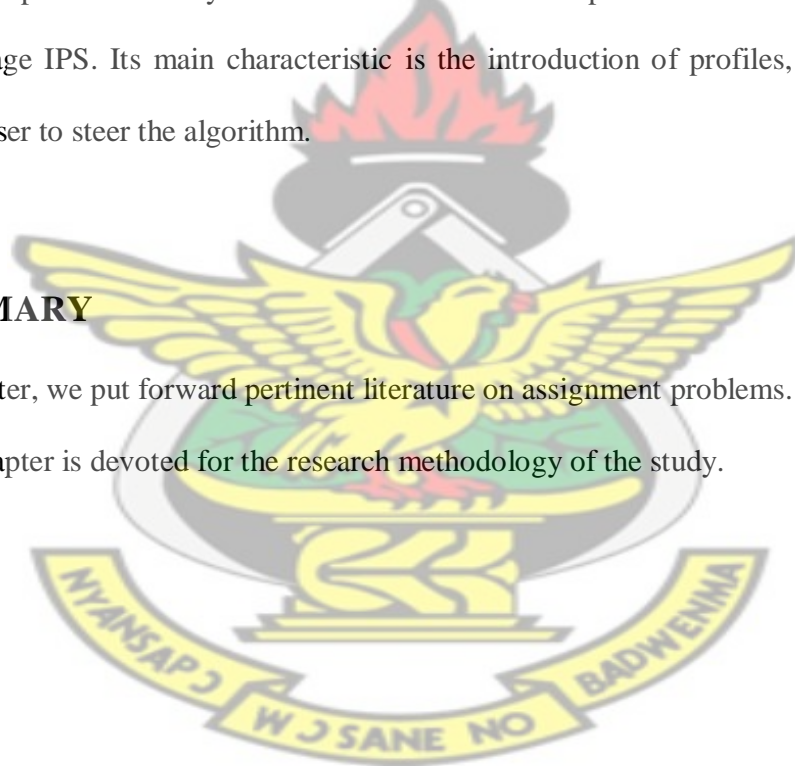 age IPS. Its main characteristic is the introduction of profiles,
ser to steer the algorithm.
MARY
ter, we put forward pertinent literature on assignment problems.
apter is devoted for the research methodology of the study.
NYANSAPƆ
WƆSANE NO
BADWENMA